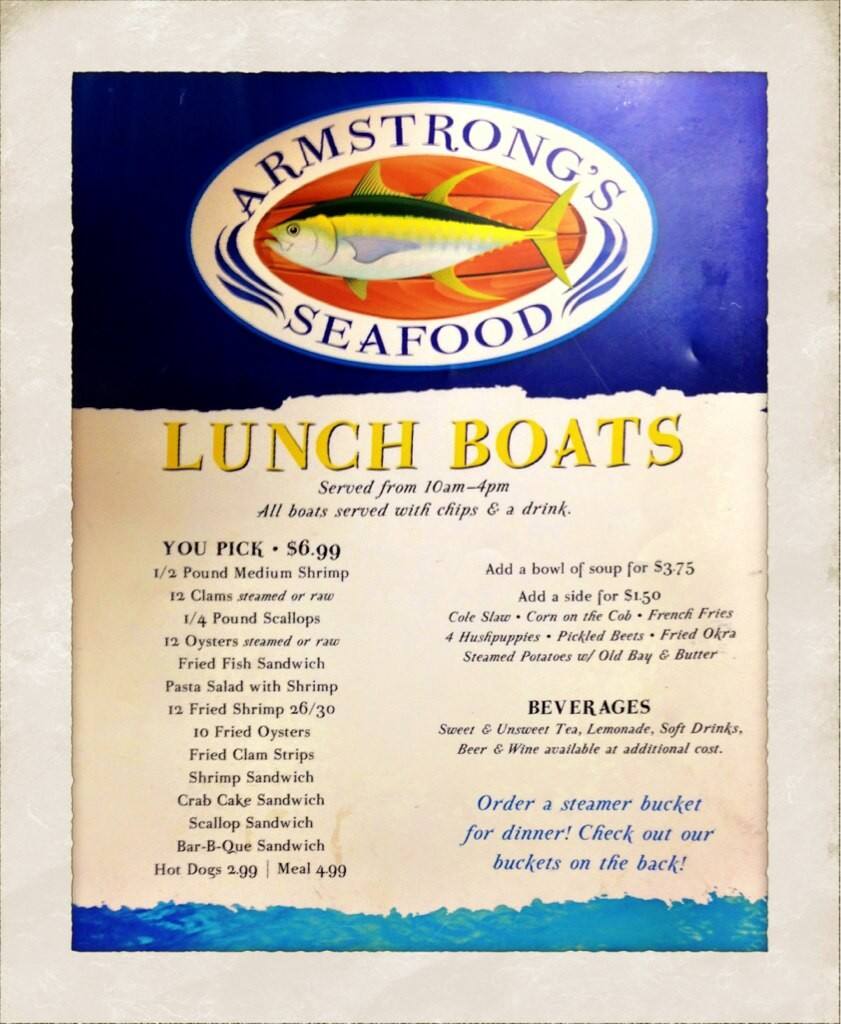 ARMSTRONG'S
SEAFOOD
LUNCH BOATS
Served from 10am–4pm
All boats served with chips & a drink.
YOU PICK • $6.99
1/2 Pound Medium Shrimp
12 Clams steamed or raw
1/4 Pound Scallops
12 Oysters steamed or raw
Fried Fish Sandwich
Pasta Salad with Shrimp
12 Fried Shrimp 26/30
10 Fried Oysters
Fried Clam Strips
Shrimp Sandwich
Crab Cake Sandwich
Scallop Sandwich
Bar-B-Que Sandwich
Hot Dogs 2.99 | Meal 4.99
Add a bowl of soup for $3.75
Add a side for $1.50
Cole Slaw • Corn on the Cob • French Fries
4 Hushpuppies • Pickled Beets • Fried Okra
Steamed Potatoes w/ Old Bay & Butter
BEVERAGES
Sweet & Unsweet Tea, Lemonade, Soft Drinks,
Beer & Wine available at additional cost.
Order a steamer bucket
for dinner! Check out our
buckets on the back!